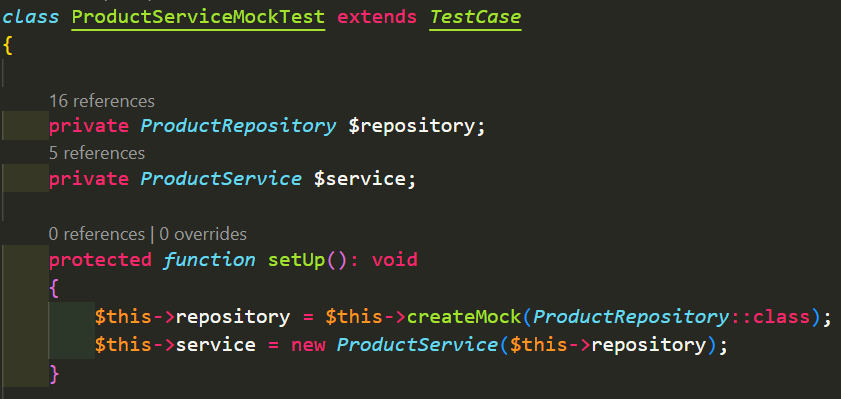 class ProductServiceMockTest extends TestCase
{
16 references
private ProductRepository $repository;
5 references
private ProductService $service;
0 references | 0 overrides
protected function setUp(): void
{
$this->repository = $this->createMock(ProductRepository::class);
$this->service = new ProductService($this->repository);
}